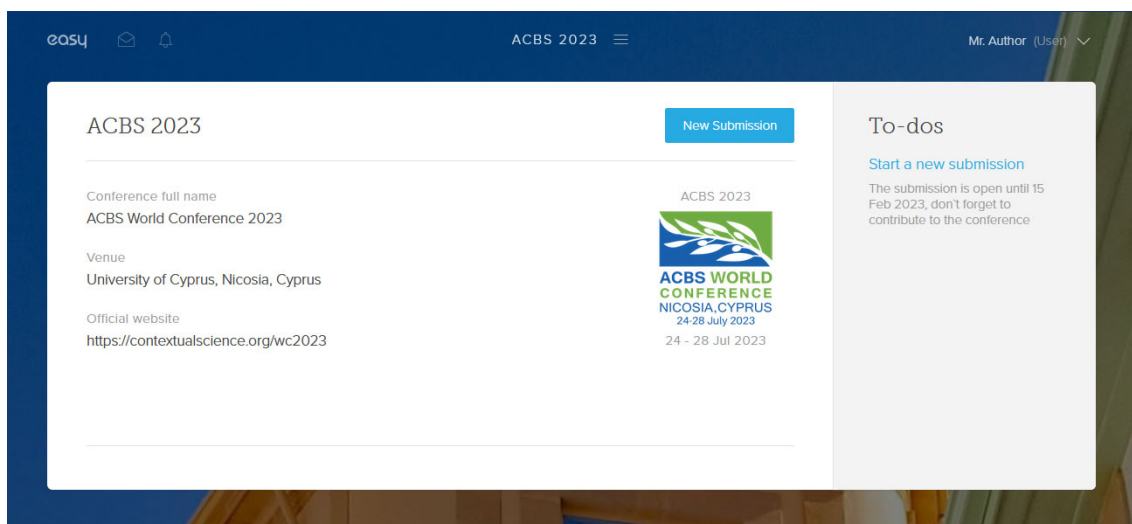 easy
ACBS 2023
Mr. Author (User)
ACBS 2023
New Submission
Conference full name
ACBS World Conference 2023
Venue
University of Cyprus, Nicosia, Cyprus
Official website
https://contextualscience.org/wc2023
ACBS 2023
ACBS WORLD
CONFERENCE
NICOSIA,CYPRUS
24-28 July 2023
24 - 28 Jul 2023
To-dos
Start a new submission
The submission is open until 15
Feb 2023, don't forget to
contribute to the conference